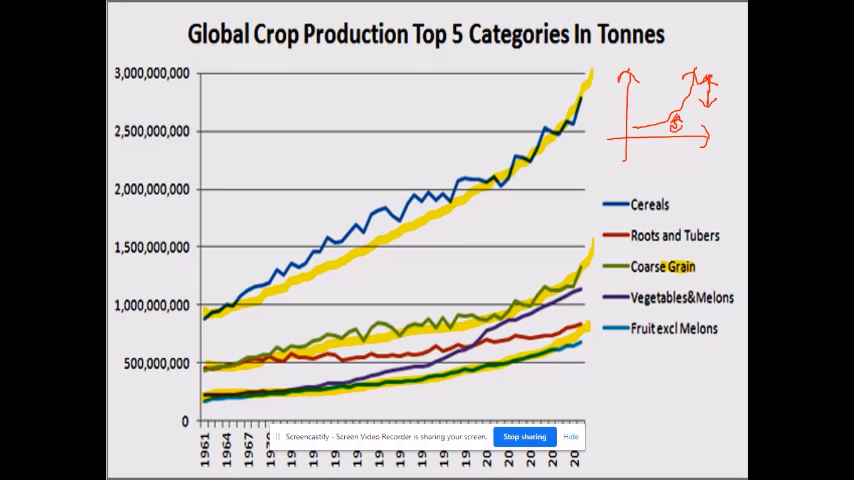 Global Crop Production Top 5 Categories In Tonnes
3,000,000,000
2,500,000,000
2,000,000,000
1,500,000,000
1,000,000,000
500,000,000
0
Cereals
Roots and Tubers
Coarse Grain
Vegetables&Melons
Fruit excl Melons
Screencastify - Screen Video Recorder is sharing your screen. Stop sharing Hide
1961 1964 1967